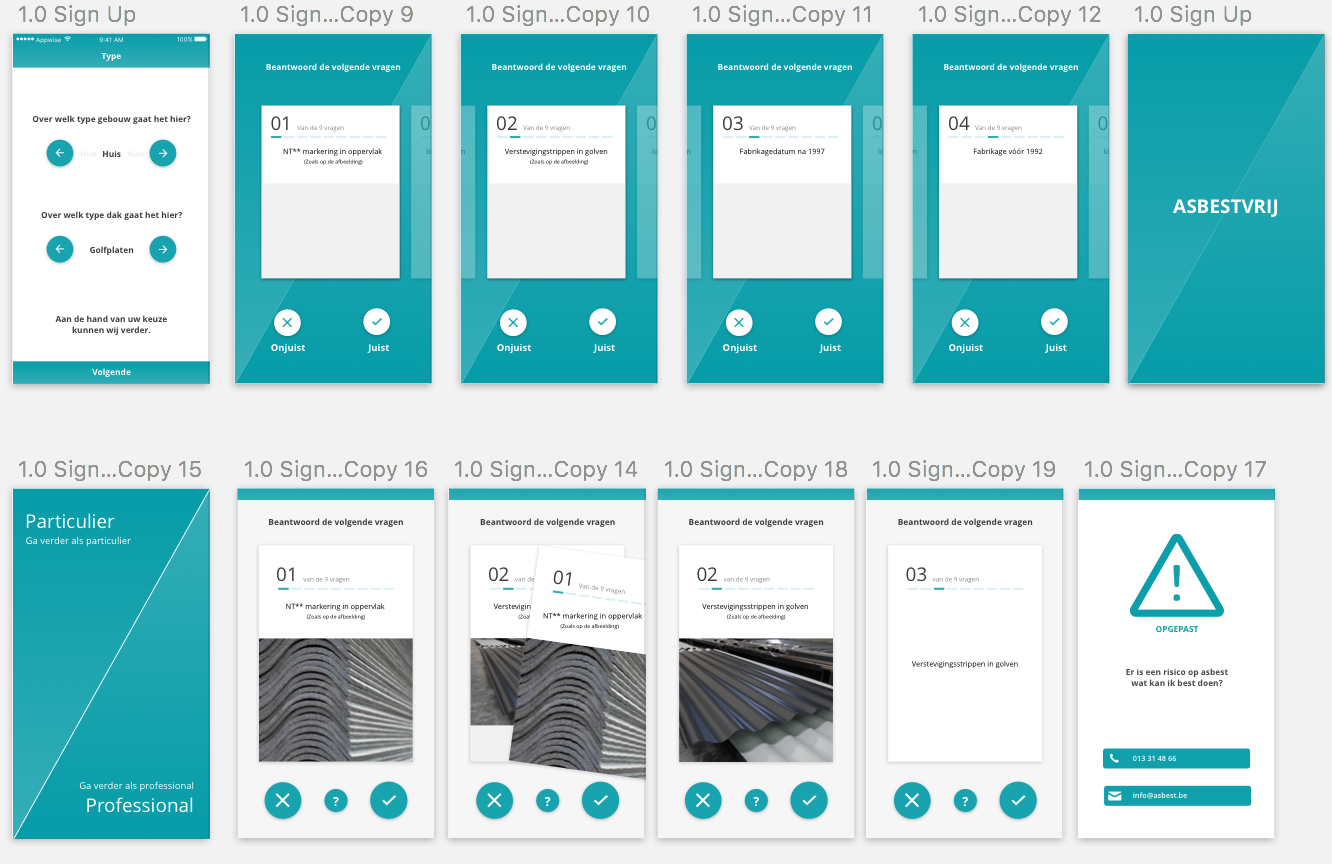 1.0 Sign Up
1.0 Sign...Copy 9
1.0 Sign...Copy 10
1.0 Sign...Copy 11
1.0 Sign...Copy 12
1.0 Sign Up
Appwise 9:41 AM 100%
Type
Over welk type gebouw gaat het hier?
Huis Huis Huis
Over welk type dak gaat het hier?
Golfplaten
Aan de hand van uw keuze
kunnen wij verder.
Volgende
Beantwoord de volgende vragen
01 Van de 9 vragen
NT** markering in oppervlak
(Zoals op de afbeelding)
0
Onjuist
Juist
Beantwoord de volgende vragen
02 Van de 9 vragen
Verstevigingstrippen in golven
(Zoals op de afbeelding)
0
Onjuist
Juist
Beantwoord de volgende vragen
03 Van de 9 vragen
Fabrikagedatum na 1997
0
Onjuist
Juist
Beantwoord de volgende vragen
04 Van de 9 vragen
Fabrikage vóór 1992
0
Onjuist
Juist
ASBESTVRIJ
1.0 Sign...Copy 15
1.0 Sign...Copy 16
1.0 Sign...Copy 14
1.0 Sign...Copy 18
1.0 Sign...Copy 19
1.0 Sign...Copy 17
Particulier
Ga verder als particulier
Ga verder als professional
Professional
Beantwoord de volgende vragen
01 van de 9 vragen
NT** markering in oppervlak
(Zoals op de afbeelding)
?
Beantwoord de volgende vragen
02 van de
Versteviging
(Zoals op de afb
01 Van de 9 vragen
NT** markering in oppervlak
(Zoals op de afbeelding)
?
Beantwoord de volgende vragen
02 van de 9 vragen
Verstevigingsstrippen in golven
(Zoals op de afbeelding)
?
Beantwoord de volgende vragen
03 van de 9 vragen
Verstevigingsstrippen in golven
?
OPGEPAST
Er is een risico op asbest
wat kan ik best doen?
013 31 48 66
info@asbest.be